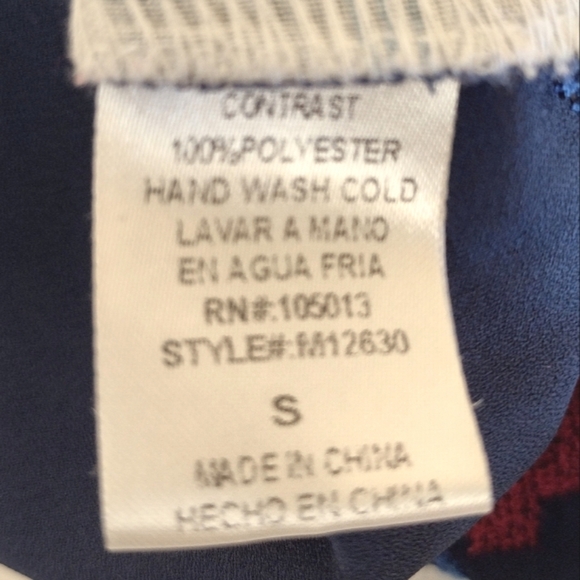 CONTRAST
100%POLYESTER
HAND WASH COLD
LAVAR A MANO
EN AGUA FRIA
RN#:105013
STYLE#:M12630
S
MADE IN CHINA
HECHO EN CHINA